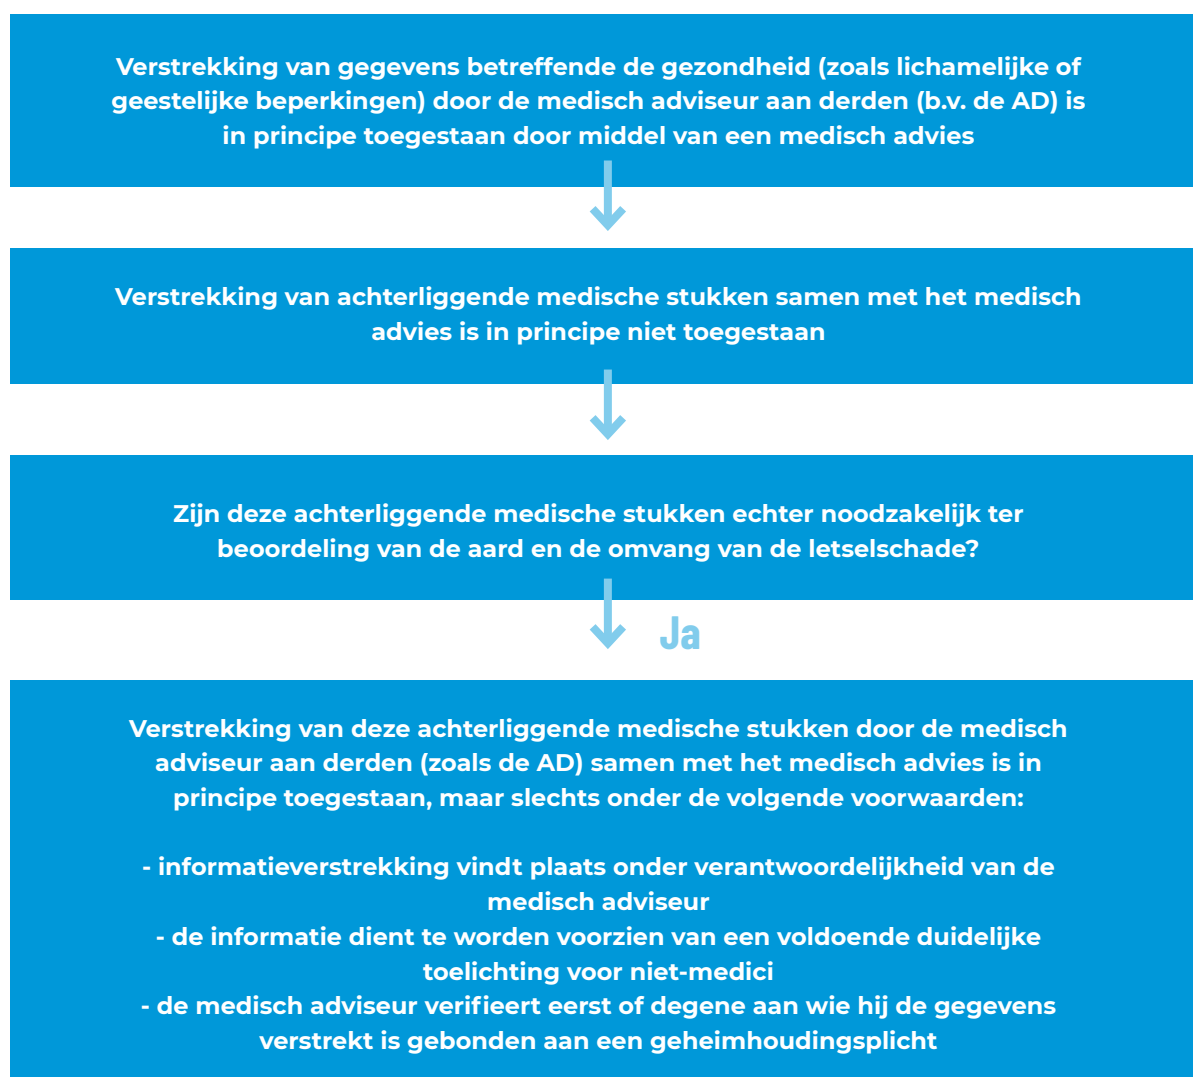 Verstrekking van gegevens betreffende de gezondheid (zoals lichamelijke of
geestelijke beperkingen) door de medisch adviseur aan derden (b.v. de AD) is
in principe toegestaan door middel van een medisch advies
Verstrekking van achterliggende medische stukken samen met het medisch
advies is in principe niet toegestaan
Zijn deze achterliggende medische stukken echter noodzakelijk ter
beoordeling van de aard en de omvang van de letselschade?
Ja
Verstrekking van deze achterliggende medische stukken door de medisch
adviseur aan derden (zoals de AD) samen met het medisch advies is in
principe toegestaan, maar slechts onder de volgende voorwaarden:
- informatieverstrekking vindt plaats onder verantwoordelijkheid van de
medisch adviseur
- de informatie dient te worden voorzien van een voldoende duidelijke
toelichting voor niet-medici
- de medisch adviseur verifieert eerst of degene aan wie hij de gegevens
verstrekt is gebonden aan een geheimhoudingsplicht